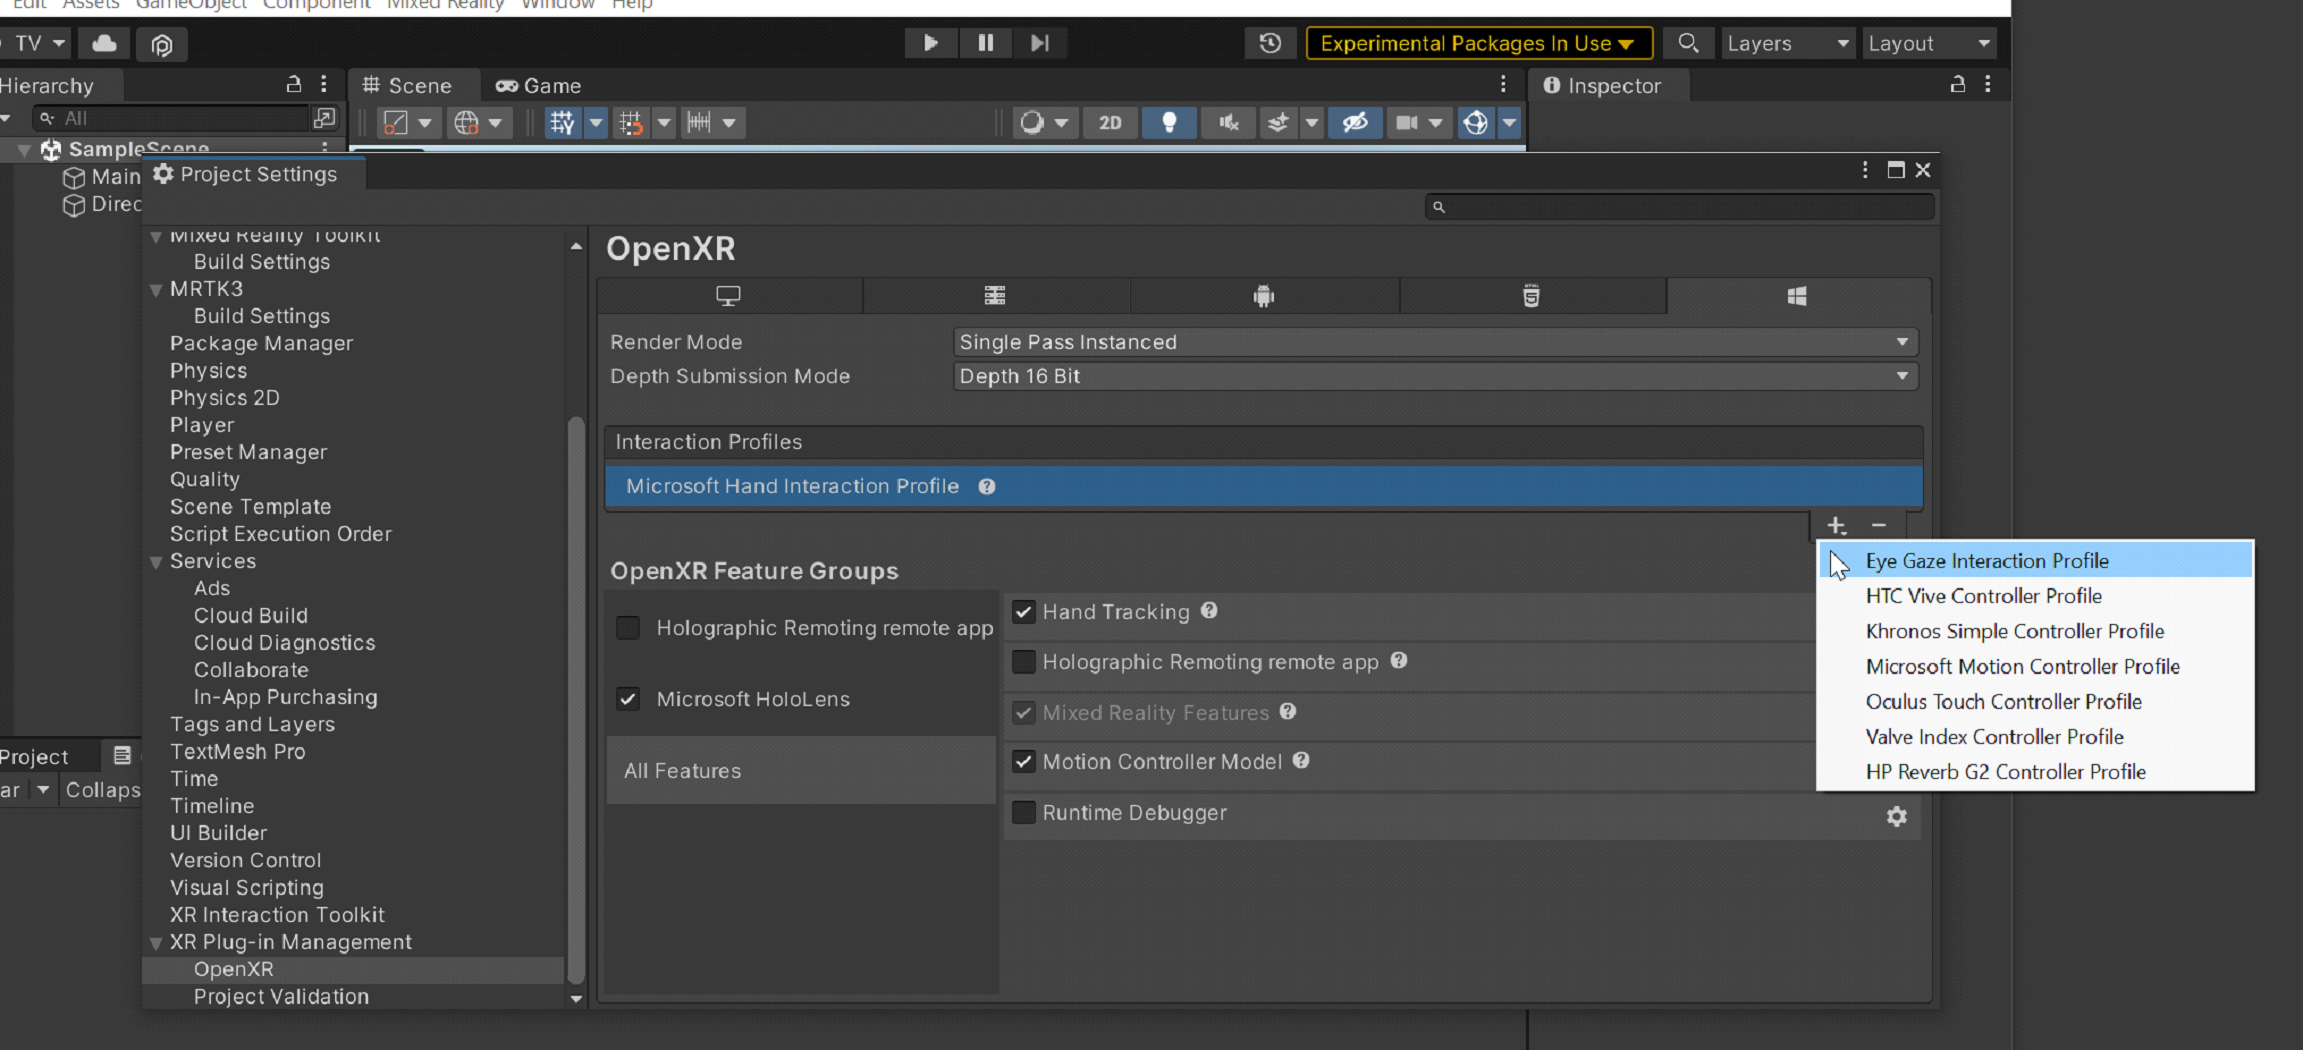 Edit Assets GameObject Component Mixed Reality Window Help
TV
Experimental Packages In Use
Layers
Layout
Hierarchy
Scene
Game
Inspector
All
2D
SampleScene
Main
Direc
Project Settings
Mixed Reality Toolkit
Build Settings
MRTK3
Build Settings
Package Manager
Physics
Physics 2D
Player
Preset Manager
Quality
Scene Template
Script Execution Order
Services
Ads
Cloud Build
Cloud Diagnostics
Collaborate
In-App Purchasing
Tags and Layers
TextMesh Pro
Time
Timeline
UI Builder
Version Control
Visual Scripting
XR Interaction Toolkit
XR Plug-in Management
OpenXR
Project Validation
OpenXR
Render Mode
Single Pass Instanced
Depth Submission Mode
Depth 16 Bit
Interaction Profiles
Microsoft Hand Interaction Profile
OpenXR Feature Groups
Holographic Remoting remote app
Microsoft HoloLens
All Features
Hand Tracking
Holographic Remoting remote app
Mixed Reality Features
Motion Controller Model
Runtime Debugger
Eye Gaze Interaction Profile
HTC Vive Controller Profile
Khronos Simple Controller Profile
Microsoft Motion Controller Profile
Oculus Touch Controller Profile
Valve Index Controller Profile
HP Reverb G2 Controller Profile
Project
ar
Collaps